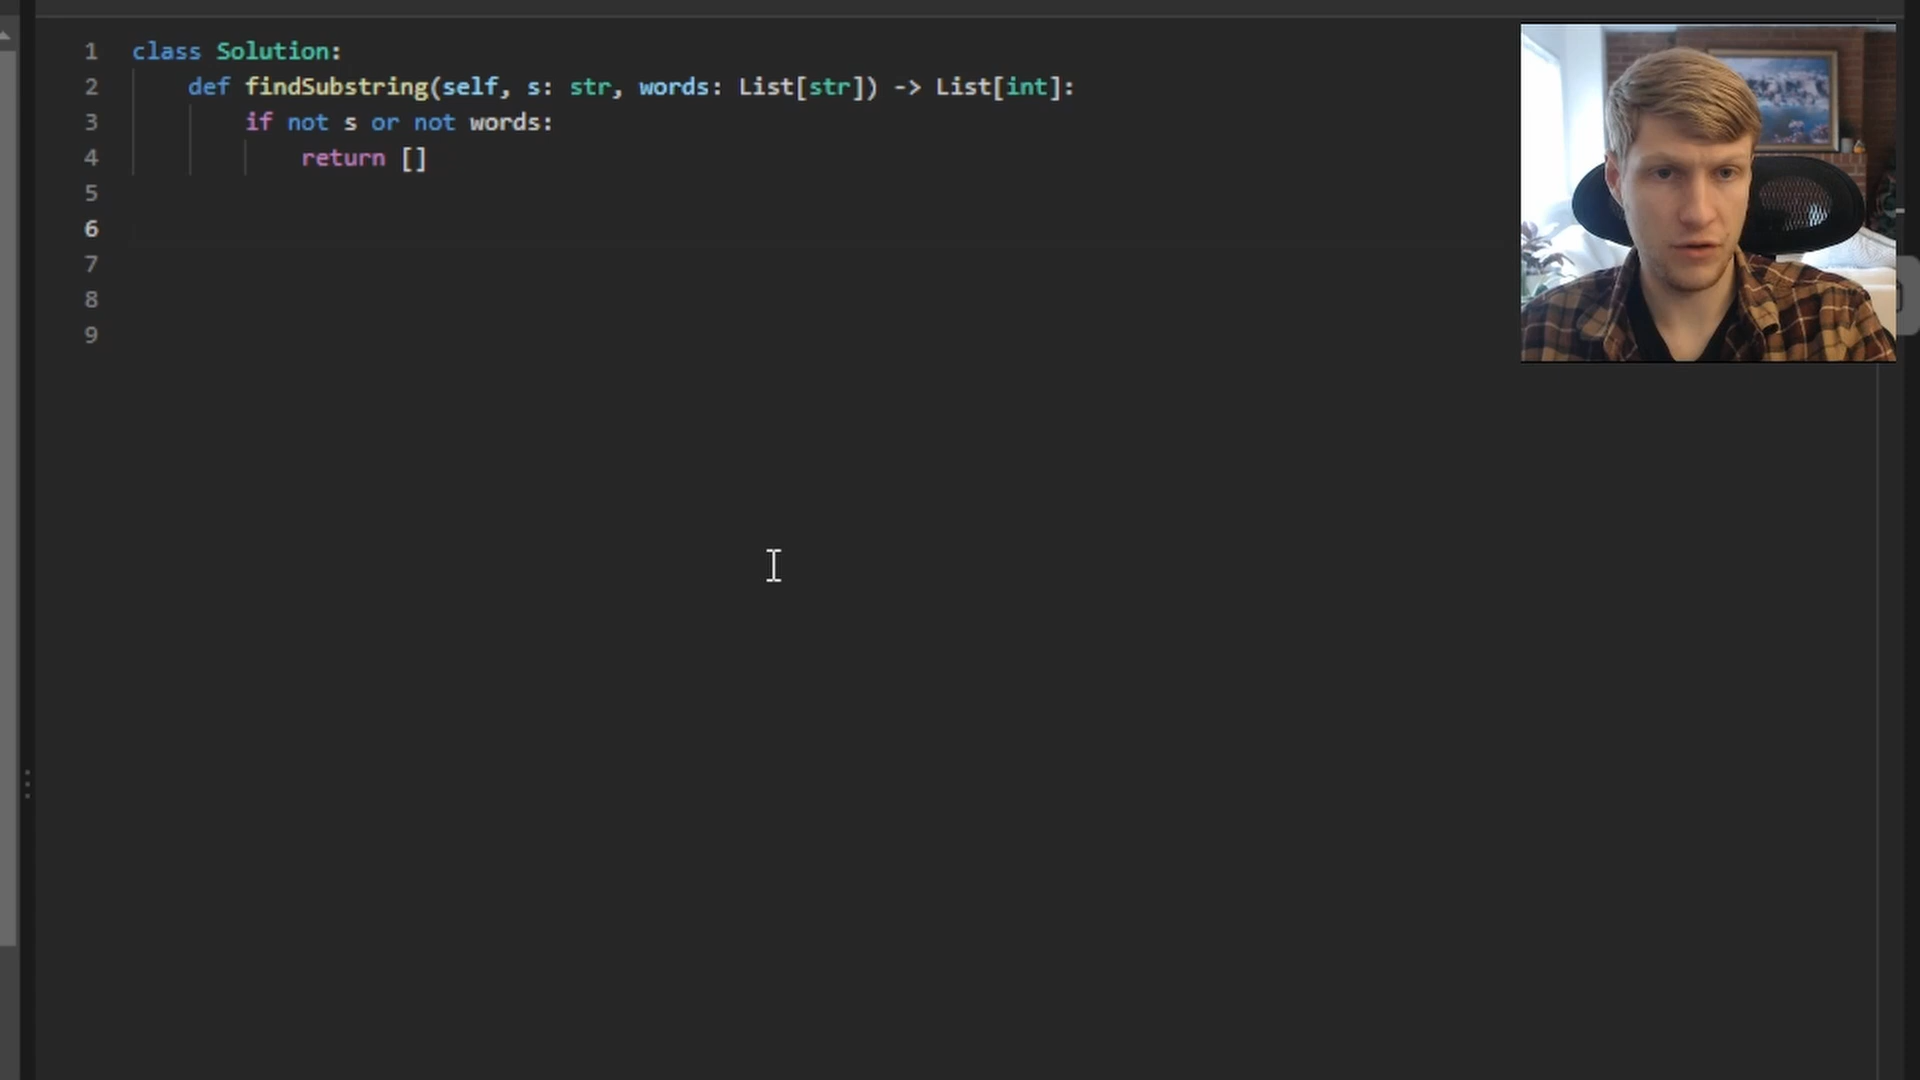 1 class Solution:
2 def findSubstring(self, s: str, words: List[str]) -> List[int]:
3 if not s or not words:
4 return []
5
6
7
8
9